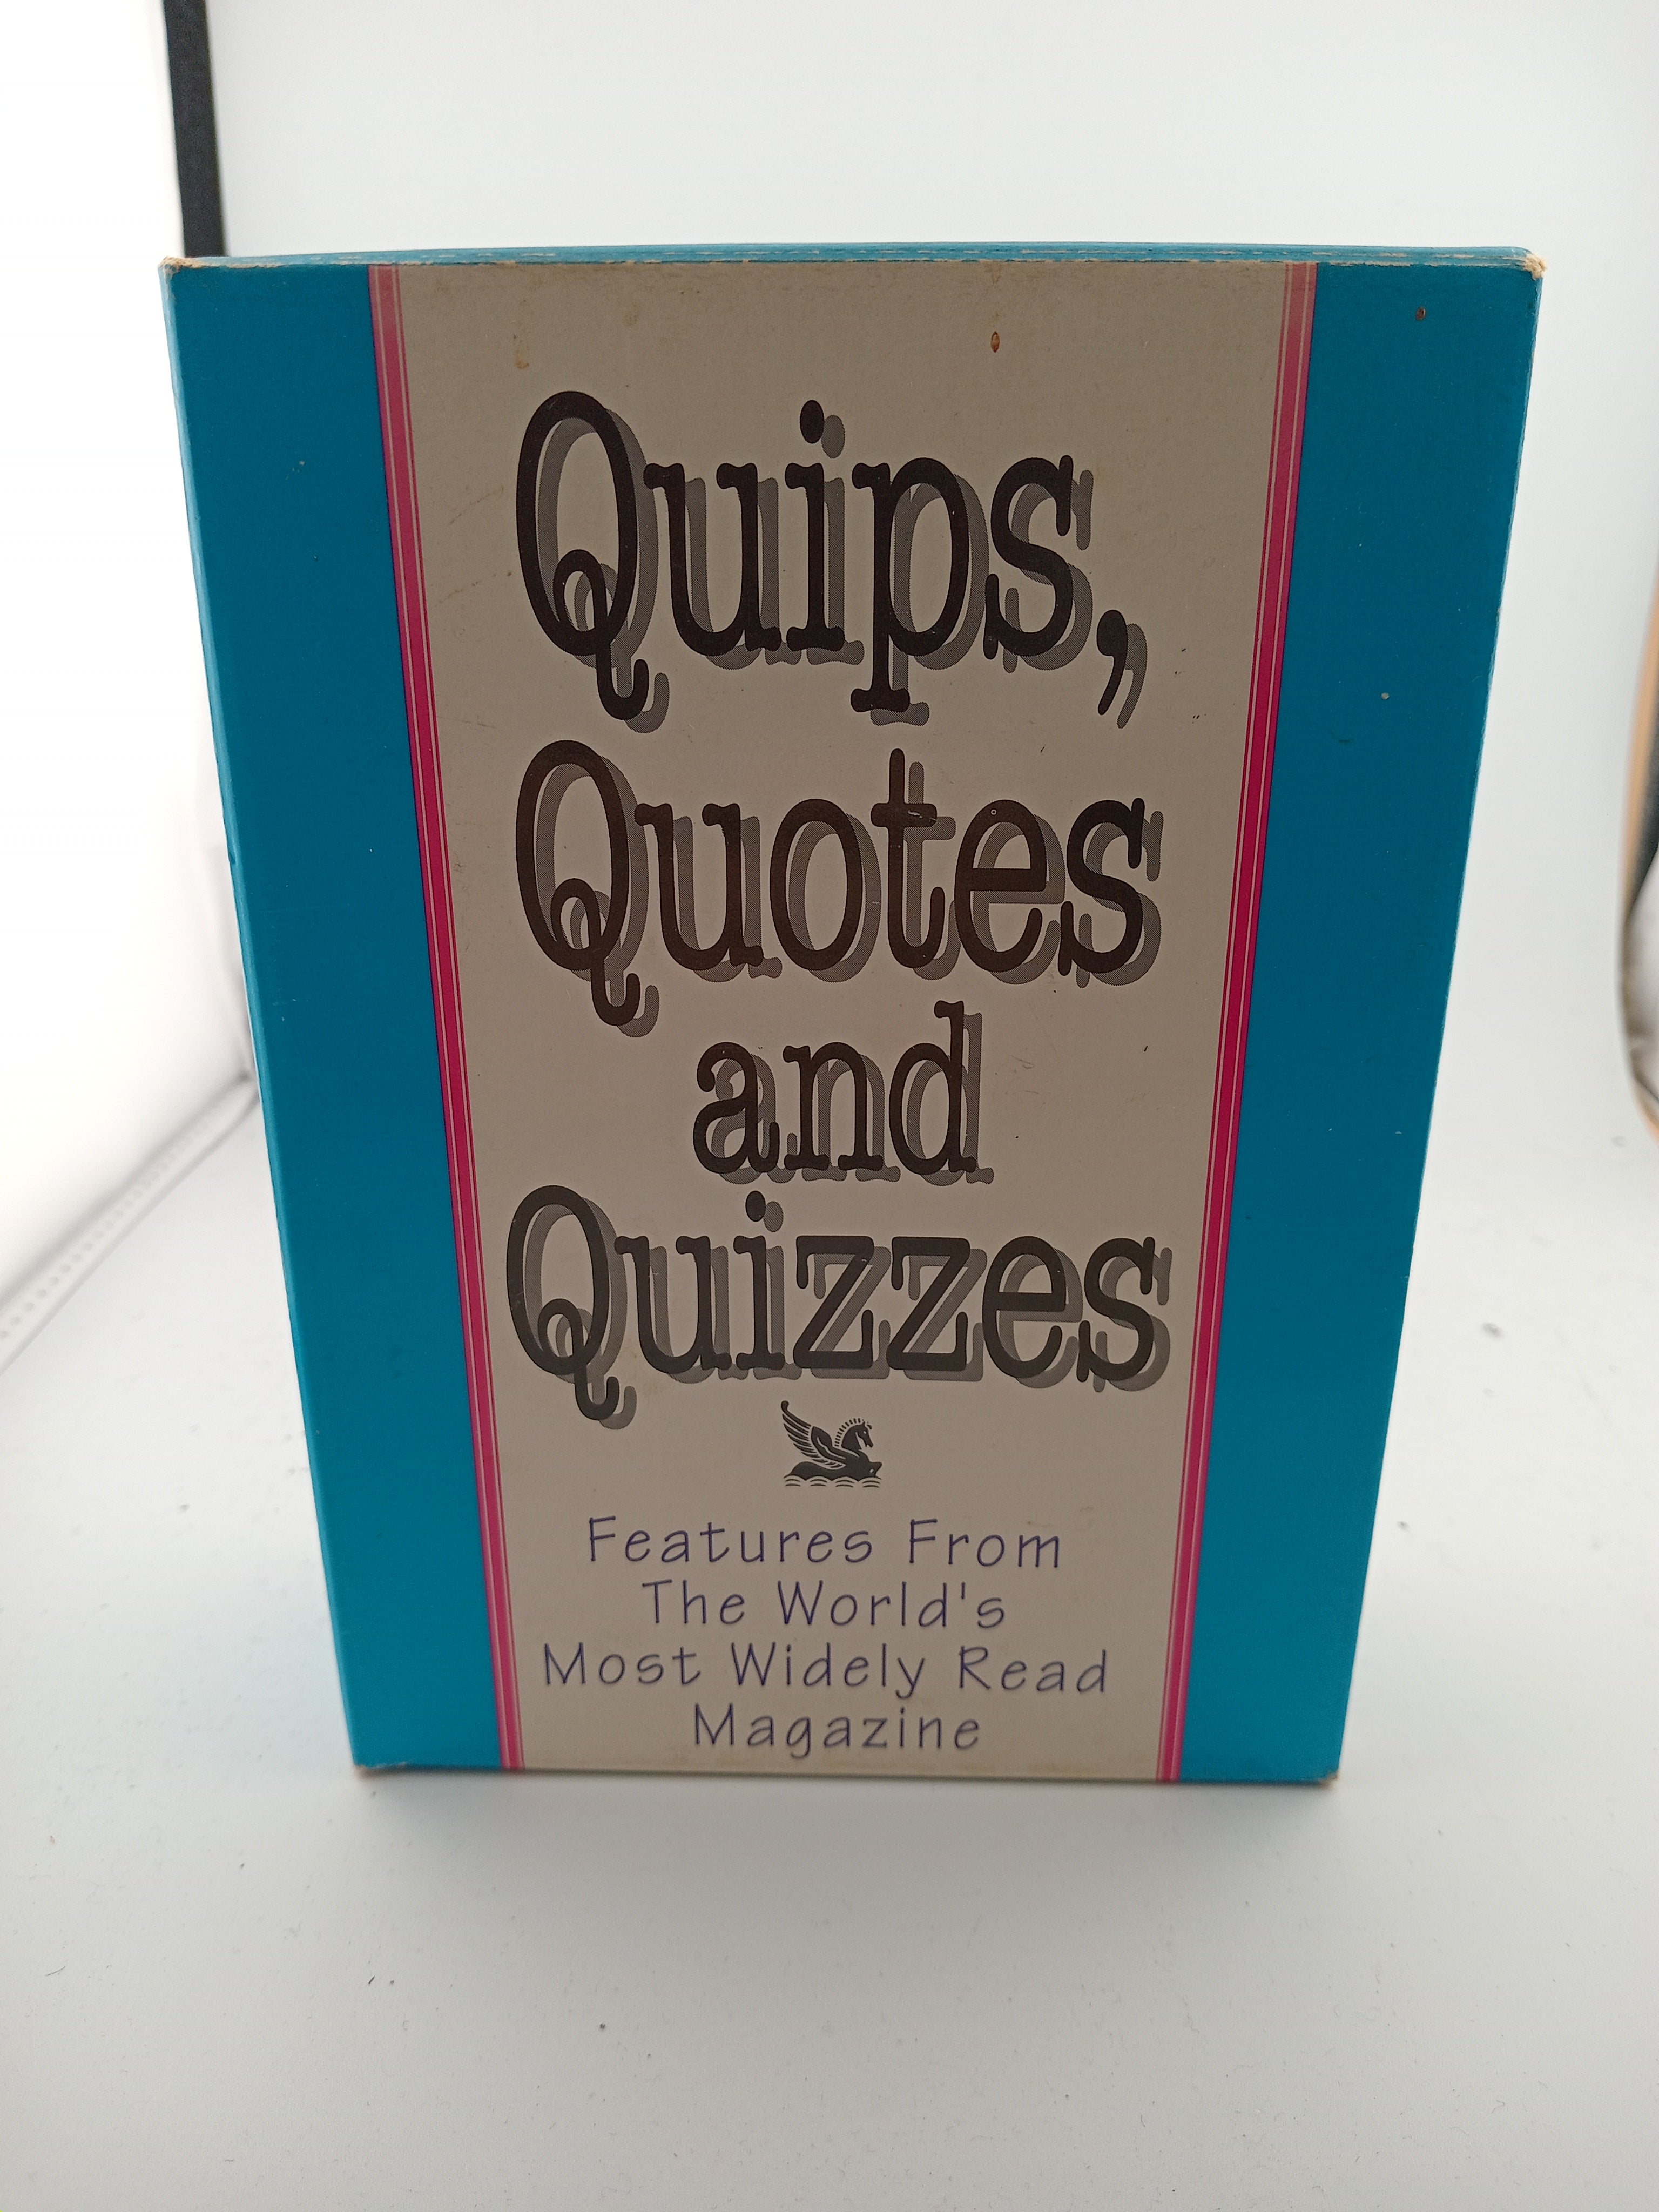 Quips,
Quotes
and
Quizzes
Features From
The World's
Most Widely Read
Magazine